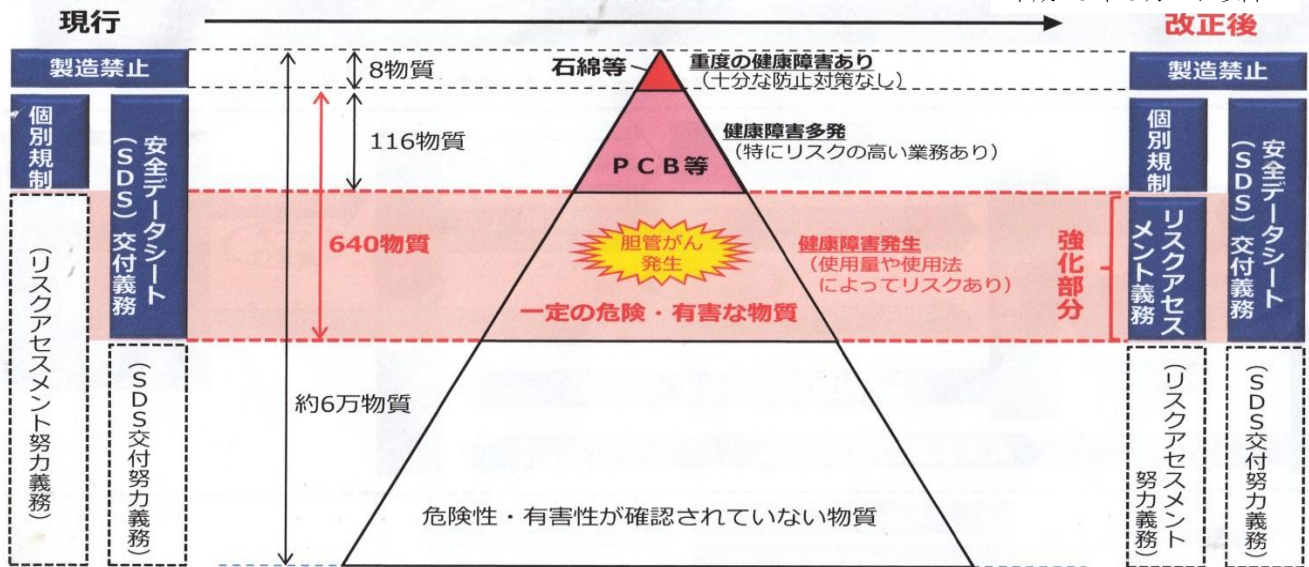 現行
改正後
製造禁止
8物質
石綿等
重度の健康障害あり
（十分な防止対策なし）
製造禁止
個別規制
安全データシート
（SDS）交付義務
116物質
PCB等
健康障害多発
（特にリスクの高い業務あり）
個別規制
安全データシート
（SDS）交付義務
640物質
胆管がん
発生
健康障害発生
（使用量や使用法
によってリスクあり）
強化部分
リスクアセス
メント義務
一定の危険・有害な物質
（リスクアセスメント努力義務）
（SDS交付努力義務）
約6万物質
危険性・有害性が確認されていない物質
（リスクアセスメント
努力義務）
（SDS交付努力義務）